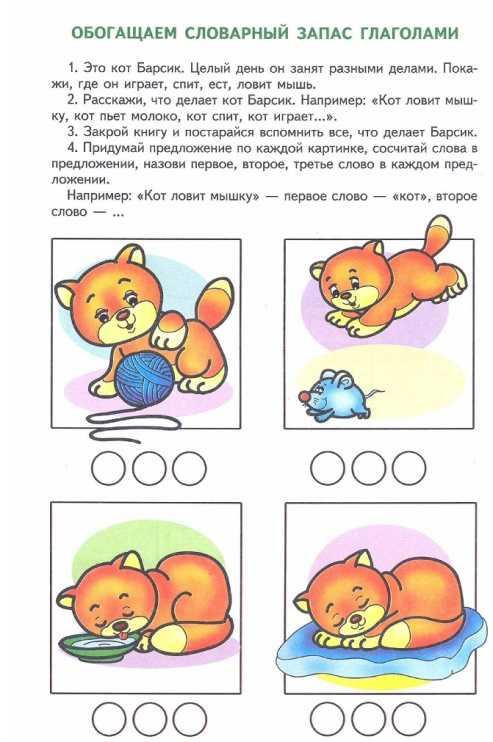 ОБОГАЩАЕМ СЛОВАРНЫЙ ЗАПАС ГЛАГОЛАМИ
1. Это кот Барсик. Целый день он занят разными делами. Пока-
жи, где он играет, спит, ест, ловит мышь.
2. Расскажи, что делает кот Барсик. Например: «Кот ловит мыш-
ку, кот пьет молоко, кот спит, кот играет...».
3. Закрой книгу и постарайся вспомнить все, что делает Барсик.
4. Придумай предложение по каждой картинке, сосчитай слова в
предложении, назови первое, второе, третье слово в каждом пред-
ложении.
Например: «Кот ловит мышку» — первое слово — «кот», второе
слово — ...